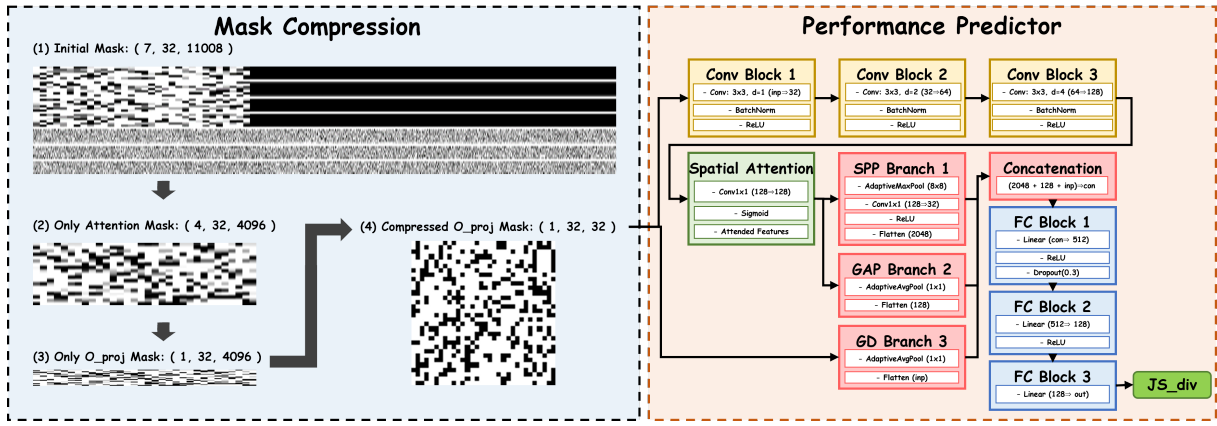 Mask Compression
(1) Initial Mask: ( 7, 32, 11008 )
(2) Only Attention Mask: ( 4, 32, 4096 )
(3) Only O_proj Mask: ( 1, 32, 4096 )
(4) Compressed O_proj Mask: ( 1, 32, 32 )
Performance Predictor
Conv Block 1
- Conv: 3x3, d=1 (inp⇒32)
- BatchNorm
- ReLU
Conv Block 2
- Conv: 3x3, d=2 (32⇒64)
- BatchNorm
- ReLU
Conv Block 3
- Conv: 3x3, d=4 (64⇒128)
- BatchNorm
- ReLU
Spatial Attention
- Conv1x1 (128⇒128)
- Sigmoid
- Attended Features
SPP Branch 1
- AdaptiveMaxPool (8x8)
- Conv1x1 (128⇒32)
- ReLU
- Flatten (2048)
GAP Branch 2
- AdaptiveAvgPool (1x1)
- Flatten (128)
GD Branch 3
- AdaptiveAvgPool (1x1)
- Flatten (inp)
Concatenation
(2048 + 128 + inp)⇒con
FC Block 1
- Linear (con⇒ 512)
- ReLU
- Dropout(0.3)
FC Block 2
- Linear (512⇒ 128)
- ReLU
FC Block 3
- Linear (128⇒ out)
JS_div